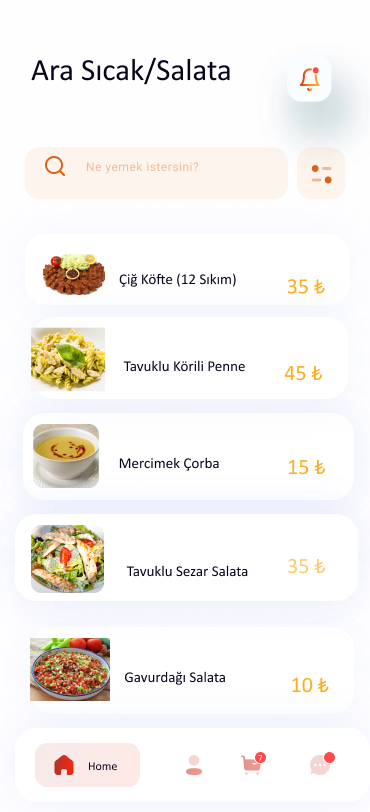 Ara Sıcak/Salata
Ne yemek istersini?
Çiğ Köfte (12 Sıkım)
35 ₺
Tavuklu Körili Penne
45 ₺
Mercimek Çorba
15 ₺
Tavuklu Sezar Salata
35 ₺
Gavurdağı Salata
10 ₺
Home
7